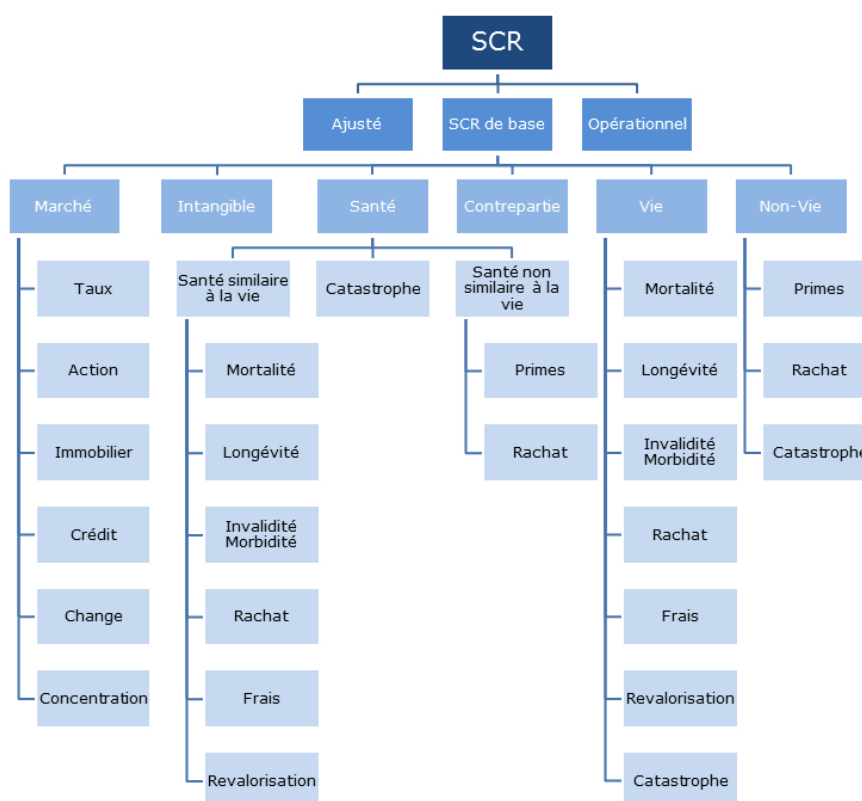 SCR
Ajusté
SCR de base
Opérationnel
Marché
Intangible
Santé
Contrepartie
Vie
Non-Vie
Taux
Action
Immobilier
Crédit
Change
Concentration
Santé similaire
à la vie
Mortalité
Longévité
Invalidité
Morbidité
Rachat
Frais
Revalorisation
Catastrophe
Santé non
similaire à la
vie
Primes
Rachat
Mortalité
Longévité
Invalidité
Morbidité
Rachat
Frais
Revalorisation
Catastrophe
Primes
Rachat
Catastrophe